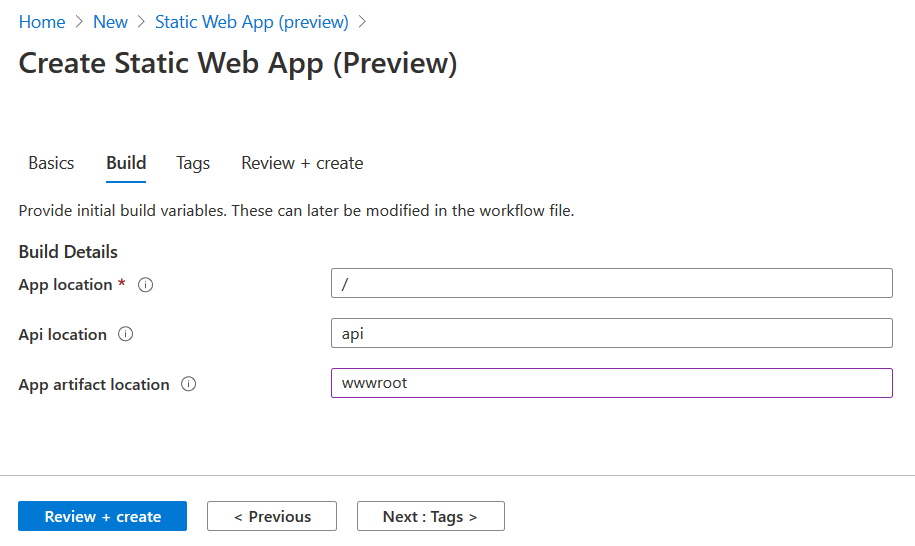 Home > New > Static Web App (preview) >
Create Static Web App (Preview)
Basics Build Tags Review + create
Provide initial build variables. These can later be modified in the workflow file.
Build Details
App location * /
Api location api
App artifact location wwwroot
Review + create < Previous Next : Tags >